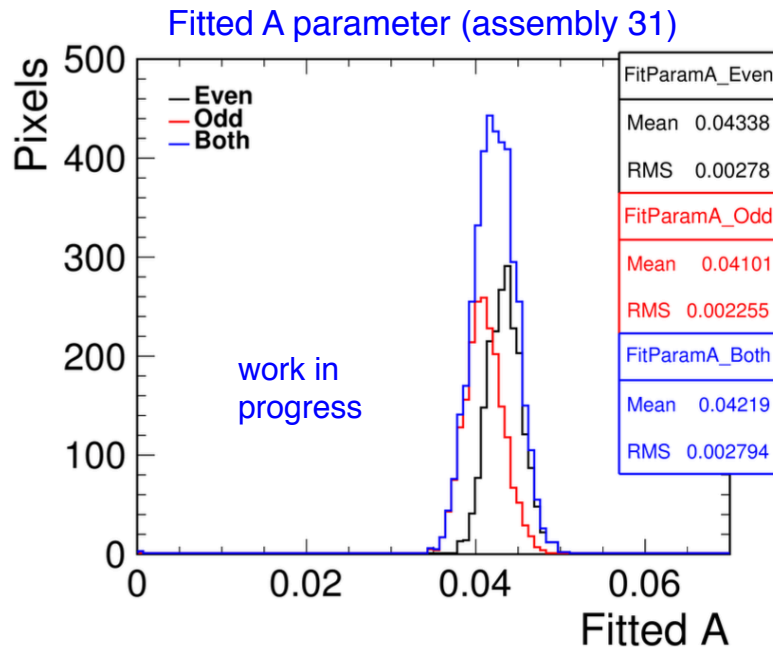 Fitted A parameter (assembly 31)
Pixels
500
400
300
200
100
0
Even
Odd
Both
work in
progress
FitParamA_Even
Mean 0.04338
RMS 0.00278
FitParamA_Odd
Mean 0.04101
RMS 0.002255
FitParamA_Both
Mean 0.04219
RMS 0.002794
0 0.02 0.04 0.06
Fitted A